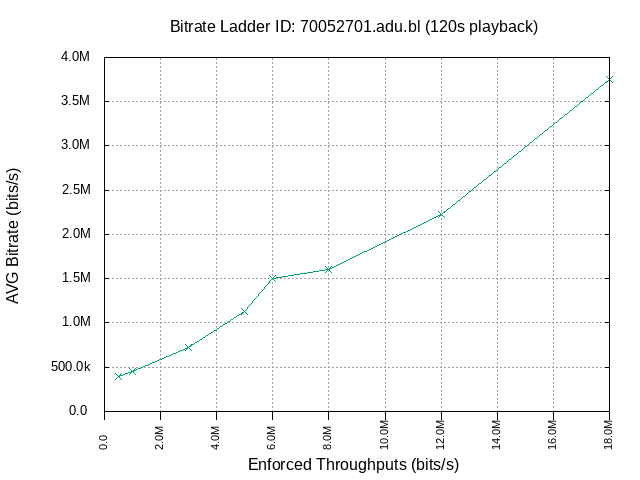 Bitrate Ladder ID: 70052701.adu.bl (120s playback)
4.0M
3.5M
3.0M
2.5M
2.0M
1.5M
1.0M
500.0k
0.0
AVG Bitrate (bits/s)
0.0 2.0M 4.0M 6.0M 8.0M 10.0M 12.0M 14.0M 16.0M 18.0M
Enforced Throughputs (bits/s)